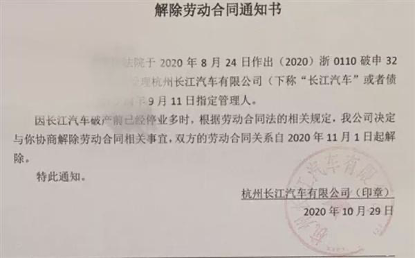 解除劳动合同通知书
法院于 2020 年 8 月 24 日作出（2020）浙 0110 破申 32
理杭州长江汽车有限公司（下称“长江汽车”或者债
9 月 11 日指定管理人。
因长江汽车破产前已经停业多时，根据劳动合同法的相关规定，我公司决定
与你协商解除劳动合同相关事宜，双方的劳动合同关系自 2020 年 11 月 1 日起解
除。
特此通知。
杭州长江汽车有限公司（印章）
2020 年 10 月 29 日